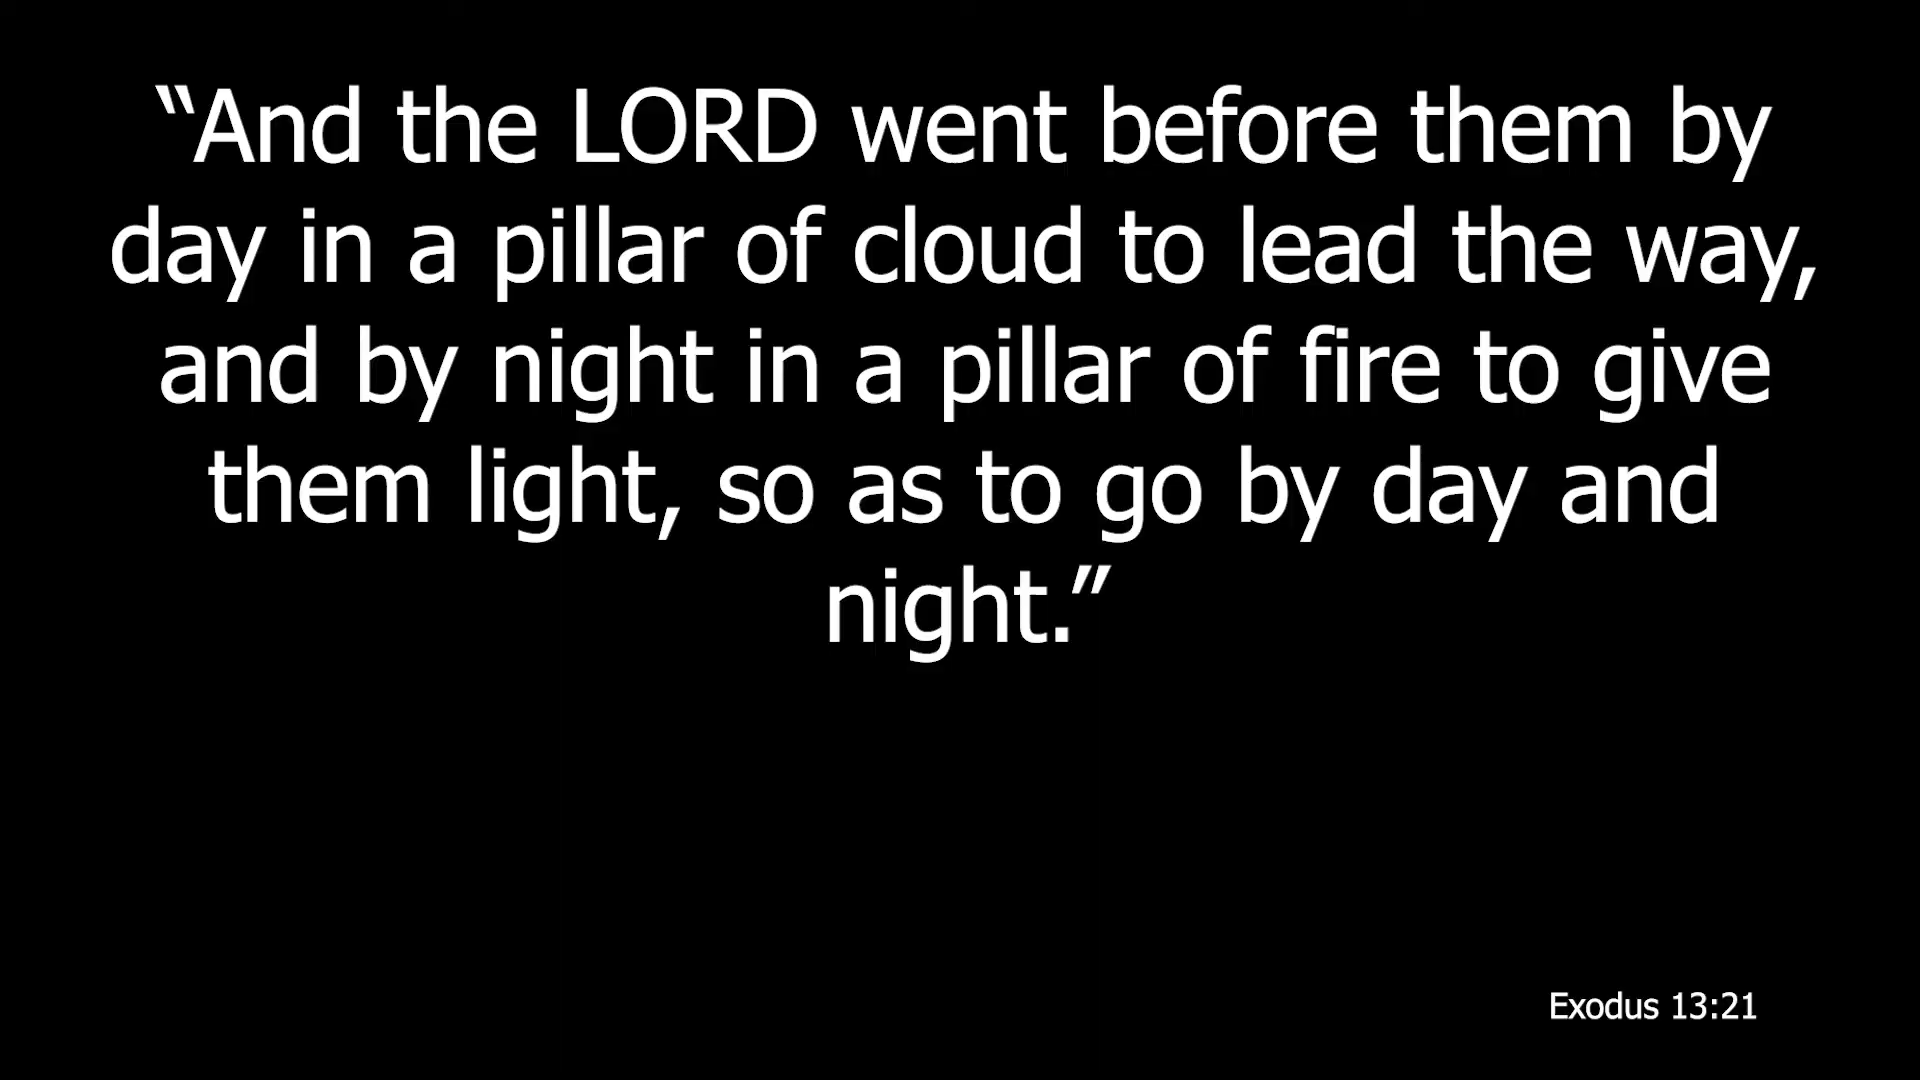 “And the LORD went before them by
day in a pillar of cloud to lead the way,
and by night in a pillar of fire to give
them light, so as to go by day and
night.”
Exodus 13:21